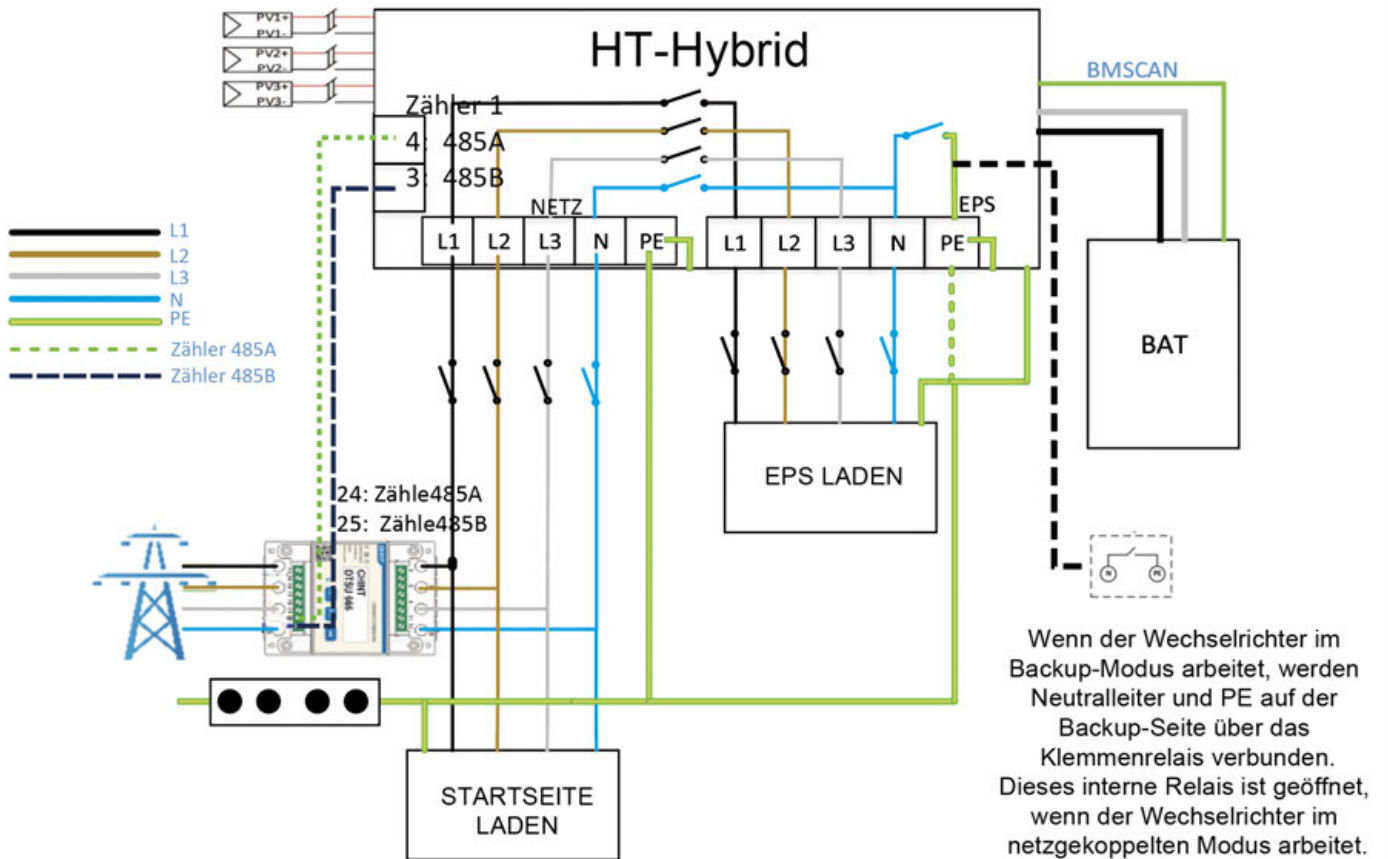 PV1+
PV1-
PV2+
PV2-
PV3+
PV3-
HT-Hybrid
BMSCAN
Zähler 1
4: 485A
3: 485B
NETZ
EPS
L1 L2 L3 N PE
L1 L2 L3 N PE
L1
L2
L3
N
PE
Zähler 485A
Zähler 485B
BAT
EPS LADEN
24: Zähle485A
25: Zähle485B
CHINT
DTSU 666
N PE
STARTSEITE
LADEN
Wenn der Wechselrichter im
Backup-Modus arbeitet, werden
Neutralleiter und PE auf der
Backup-Seite über das
Klemmenrelais verbunden.
Dieses interne Relais ist geöffnet,
wenn der Wechselrichter im
netzgekoppelten Modus arbeitet.